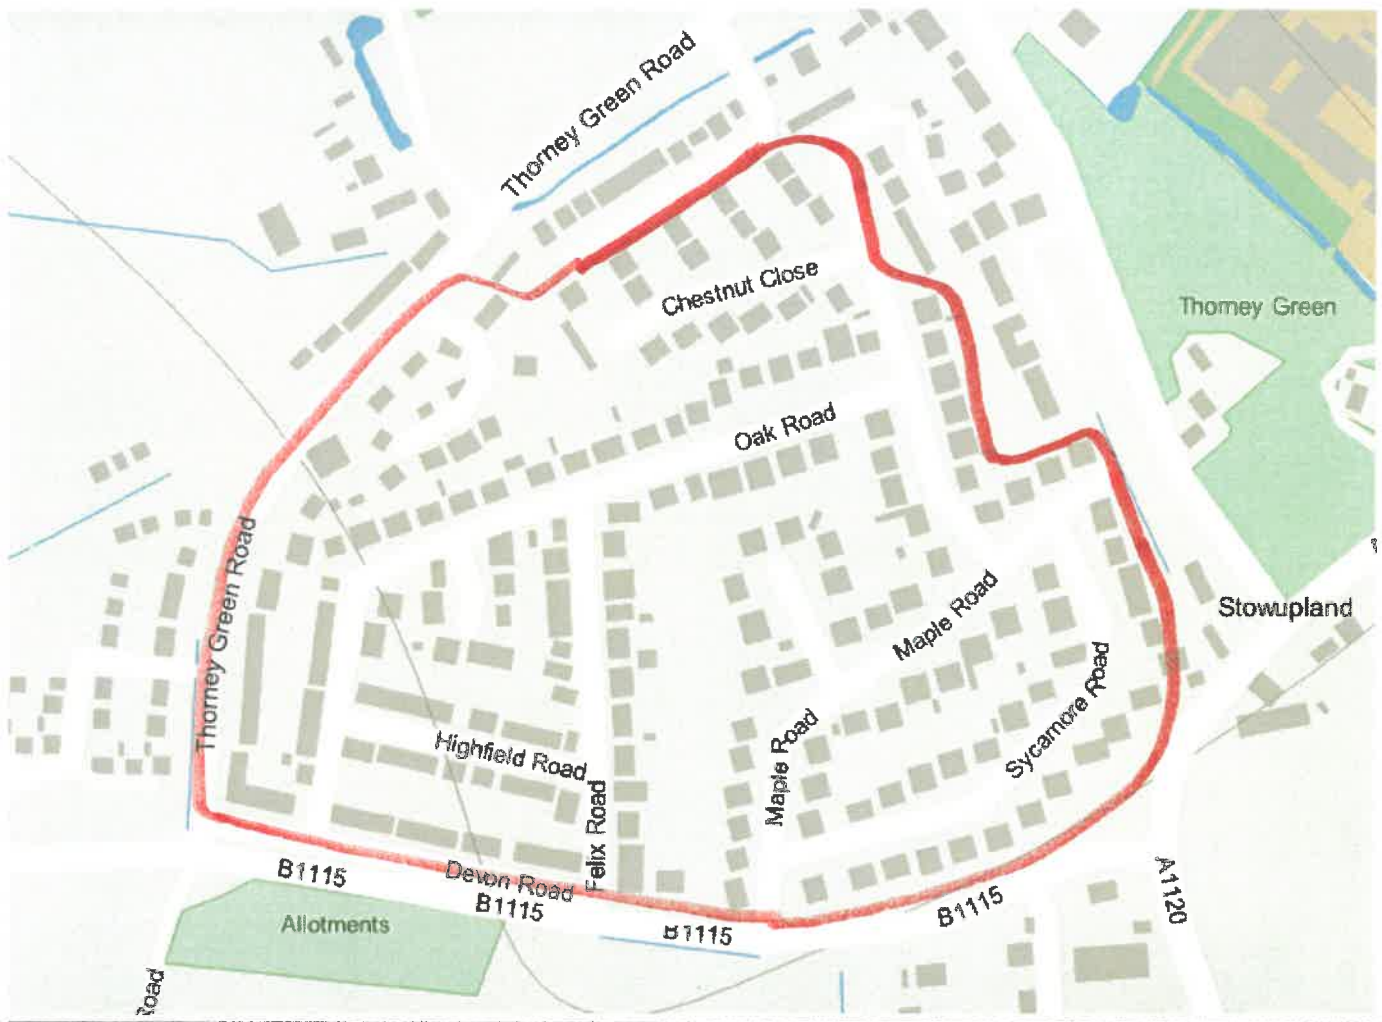 Thorney Green Road
Chestnut Close
Thorney Green
Oak Road
Thorney Green Road
Stowupland
Maple Road
Sycamore Road
Maple Road
Highfield Road
Felix Road
Devon Road
B1115
B1115
B1115
B1115
A1120
Allotments
Road